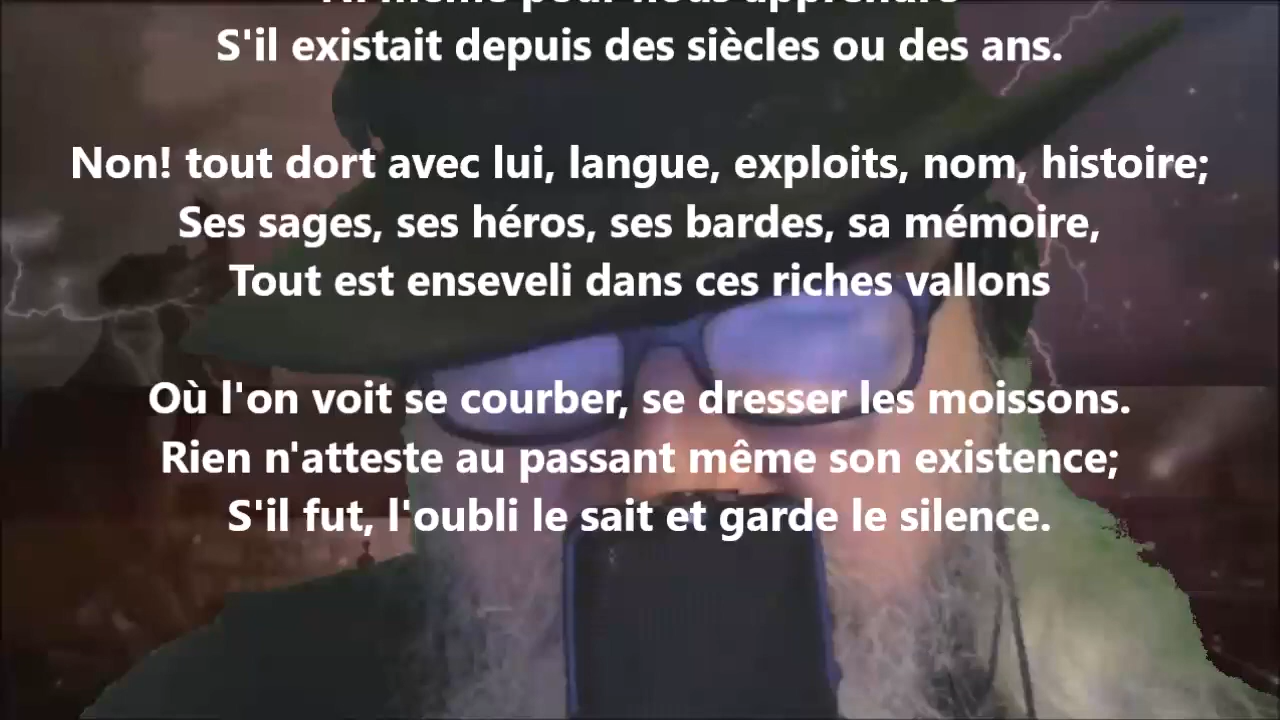 S'il existait depuis des siècles ou des ans.
Non! tout dort avec lui, langue, exploits, nom, histoire;
Ses sages, ses héros, ses bardes, sa mémoire,
Tout est enseveli dans ces riches vallons
Où l'on voit se courber, se dresser les moissons.
Rien n'atteste au passant même son existence;
S'il fut, l'oubli le sait et garde le silence.